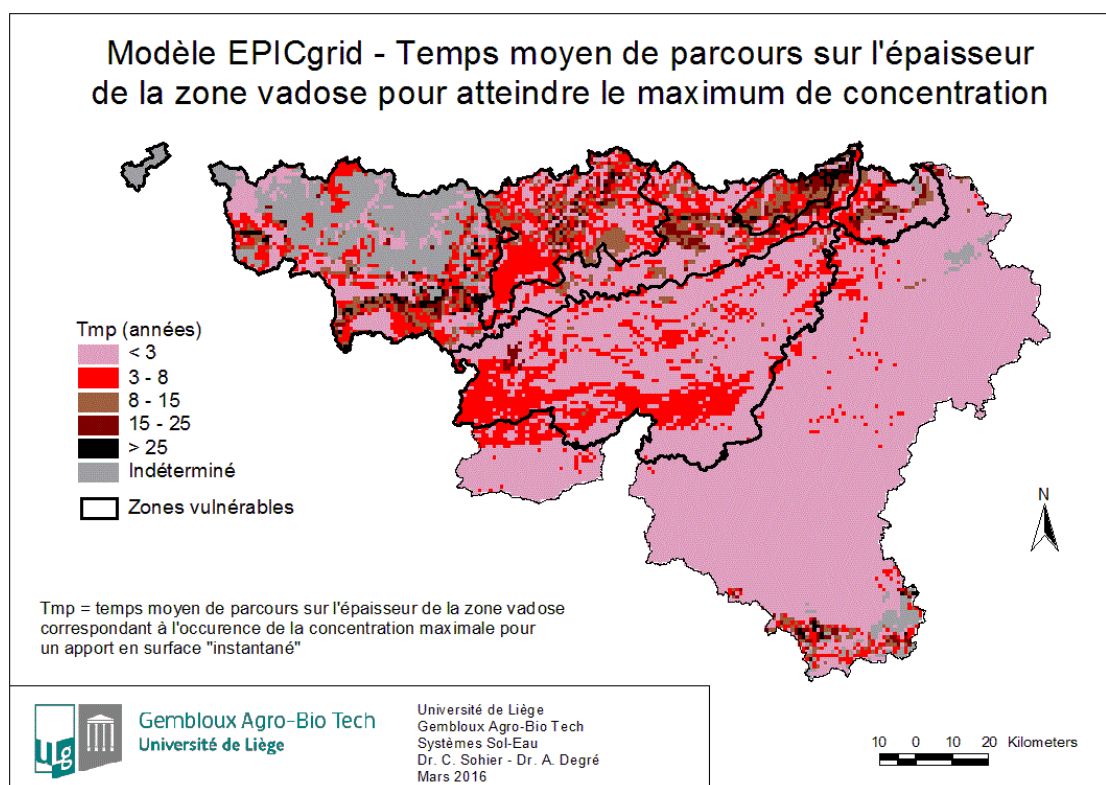 Modèle EPICgrid - Temps moyen de parcours sur l'épaisseur
de la zone vadose pour atteindre le maximum de concentration
Tmp (années)
< 3
3 - 8
8 - 15
15 - 25
> 25
Indéterminé
Zones vulnérables
N
Tmp = temps moyen de parcours sur l'épaisseur de la zone vadose
correspondant à l'occurence de la concentration maximale pour
un apport en surface "instantané"
ULg
Gembloux Agro-Bio Tech
Université de Liège
Université de Liège
Gembloux Agro-Bio Tech
Systèmes Sol-Eau
Dr. C. Sohier - Dr. A. Degré
Mars 2016
10 0 10 20 Kilometers